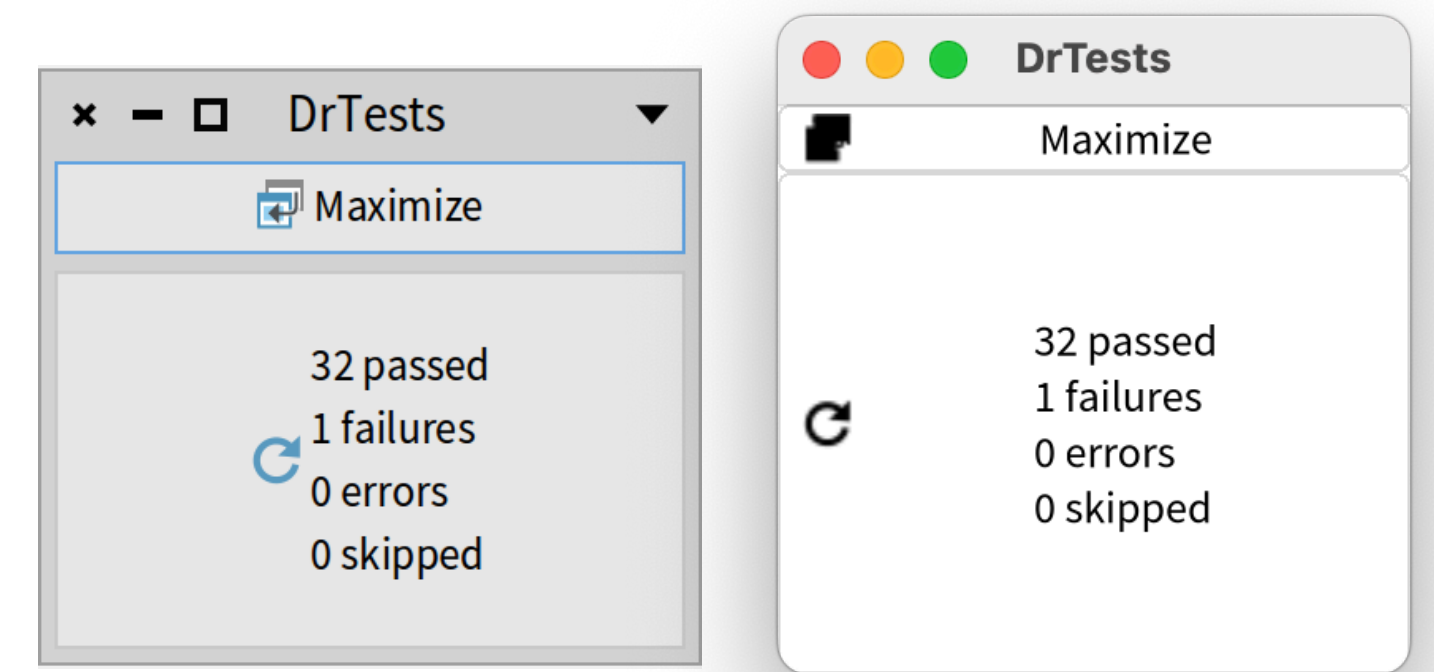 DrTests
Maximize
32 passed
1 failures
0 errors
0 skipped
DrTests
Maximize
32 passed
1 failures
0 errors
0 skipped